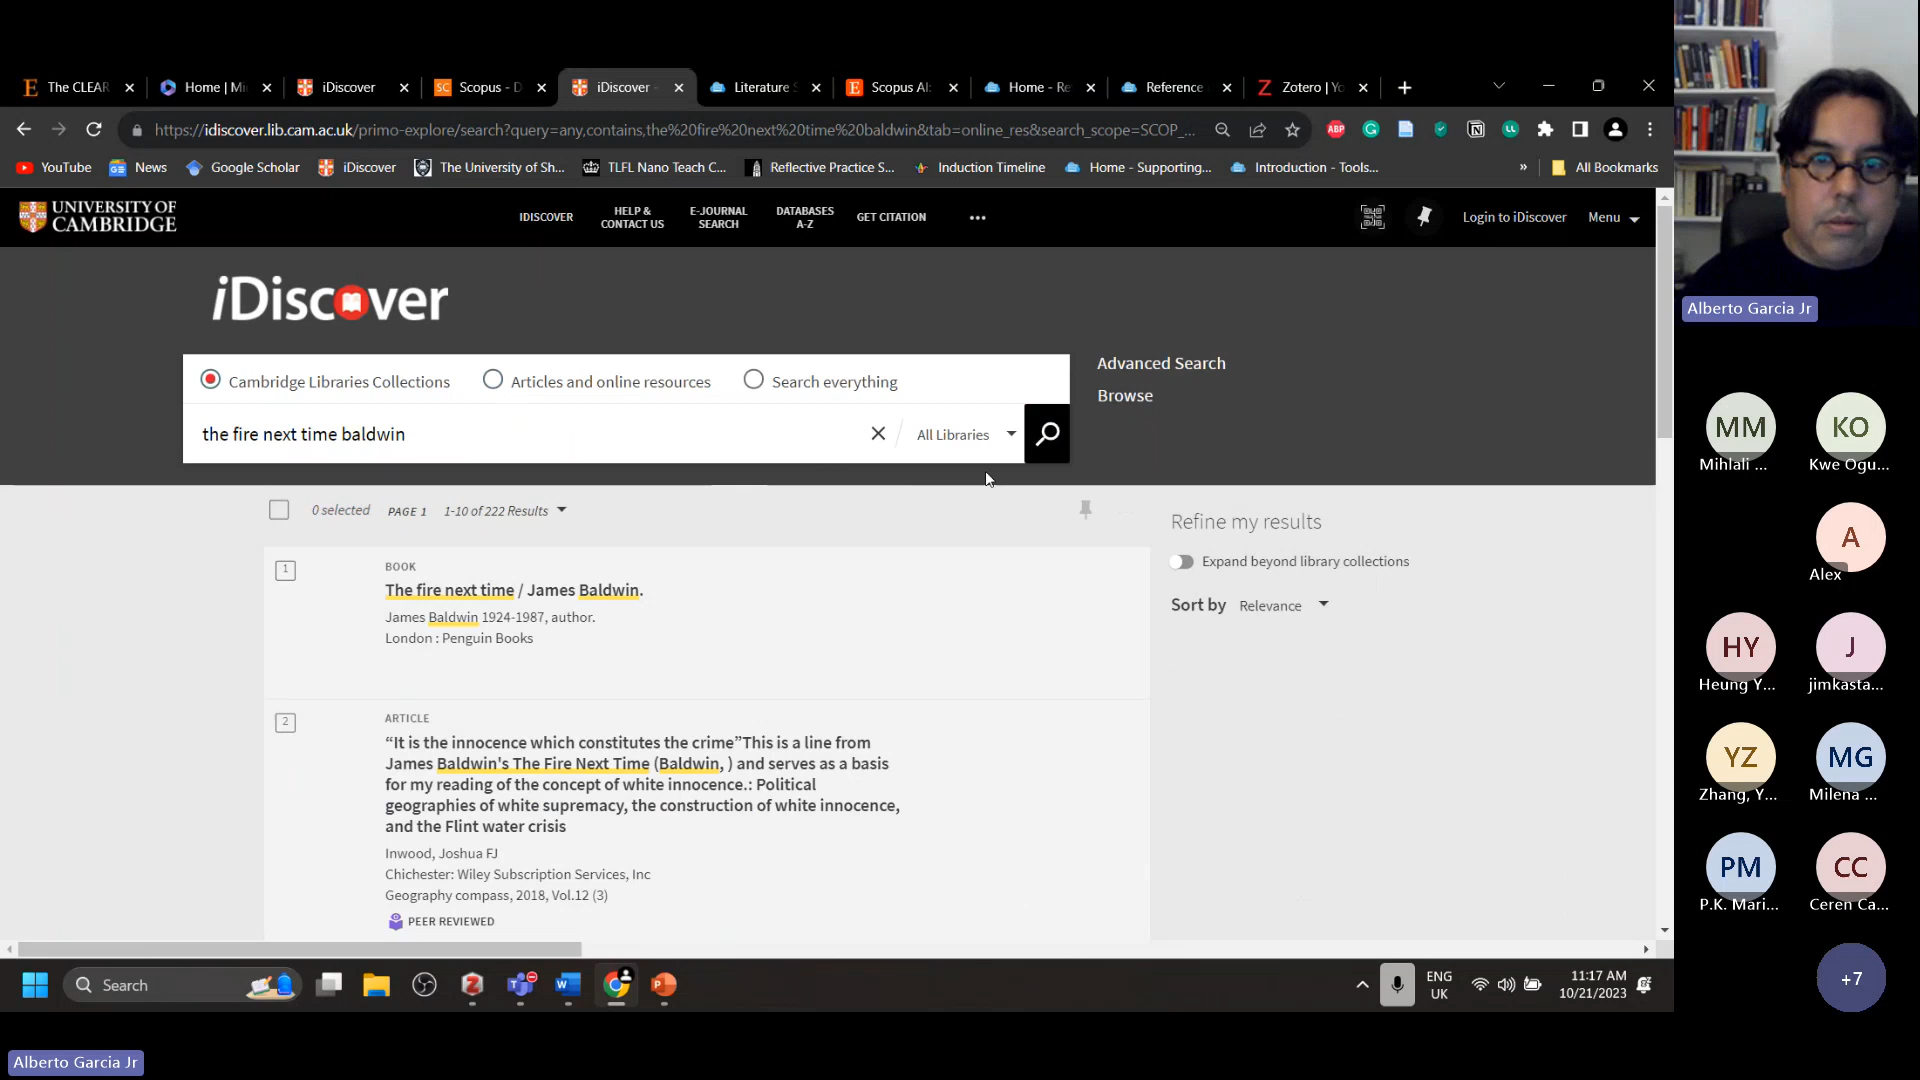 The CLEAR
Home | Mi
iDiscover
Scopus - D
iDiscover -
Literature S
Scopus AI:
Home - Re
Reference
Zotero | Yo
https://idiscover.lib.cam.ac.uk/primo-explore/search?query=any,contains,the%20fire%20next%20time%20baldwin&tab=online_res&search_scope=SCOP_...
YouTube
News
Google Scholar
iDiscover
The University of Sh...
TLFL Nano Teach C...
Reflective Practice S...
Induction Timeline
Home - Supporting...
Introduction - Tools...
»
All Bookmarks
UNIVERSITY OF
CAMBRIDGE
IDISCOVER
HELP &
CONTACT US
E-JOURNAL
SEARCH
DATABASES
A-Z
GET CITATION
Login to iDiscover
Menu
iDiscover
Cambridge Libraries Collections
Articles and online resources
Search everything
Advanced Search
Browse
the fire next time baldwin
All Libraries
0 selected
PAGE 1
1-10 of 222 Results
Refine my results
Expand beyond library collections
Sort by Relevance
1
BOOK
The fire next time / James Baldwin.
James Baldwin 1924-1987, author.
London : Penguin Books
2
ARTICLE
“It is the innocence which constitutes the crime”This is a line from
James Baldwin's The Fire Next Time (Baldwin, ) and serves as a basis
for my reading of the concept of white innocence.: Political
geographies of white supremacy, the construction of white innocence,
and the Flint water crisis
Inwood, Joshua FJ
Chichester: Wiley Subscription Services, Inc
Geography compass, 2018, Vol.12 (3)
PEER REVIEWED
Search
ENG
UK
11:17 AM
10/21/2023
Alberto Garcia Jr
MM
Mihlali ...
KO
Kwe Ogu...
A
Alex
HY
Heung Y...
J
jimkasta...
YZ
Zhang, Y...
MG
Milena ...
PM
P.K. Mari...
CC
Ceren Ca...
+7
Alberto Garcia Jr